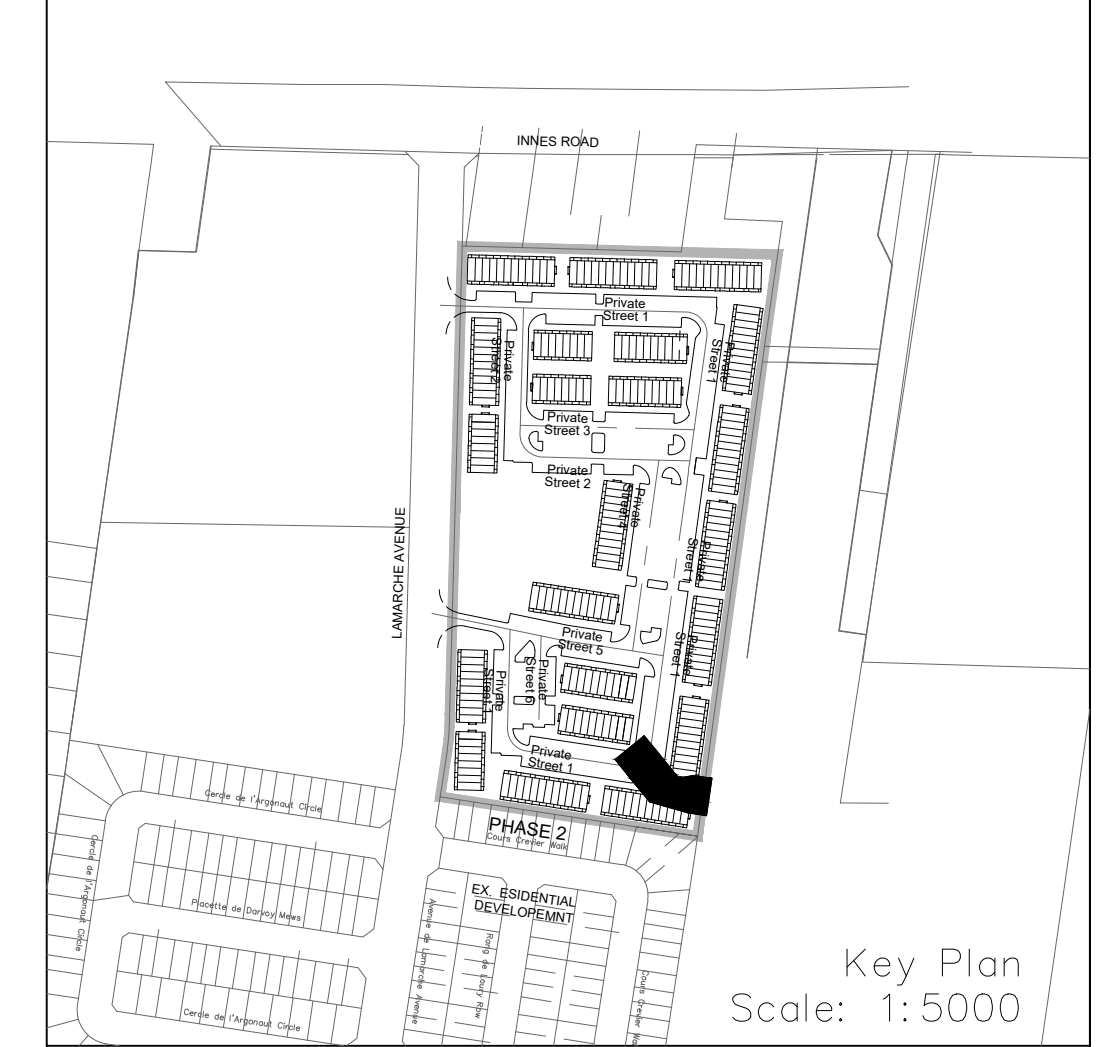 INNES ROAD
Private
Street 1
Private
Street 2
Private
Street 1
Private
Street 3
Private
Street 2
Private
Street 4
LAMARCHE AVENUE
Private
Street 1
Private
Street 5
Private
Street 1
Private
Street 6
Private
Street 1
Private
Street 1
Cercle de l'Argonaut Circle
PHASE 2
Cours Crevier Walk
Cercle de l'Argonaut Circle
EX. ESIDENTIAL
DEVELOPEMNT
Placette de Darvoy Mews
Avenue de Lamarche Avenue
Rang de Loury Row
Cours Crevier Wa
Cercle de l'Argonaut Circle
Key Plan
Scale: 1:5000